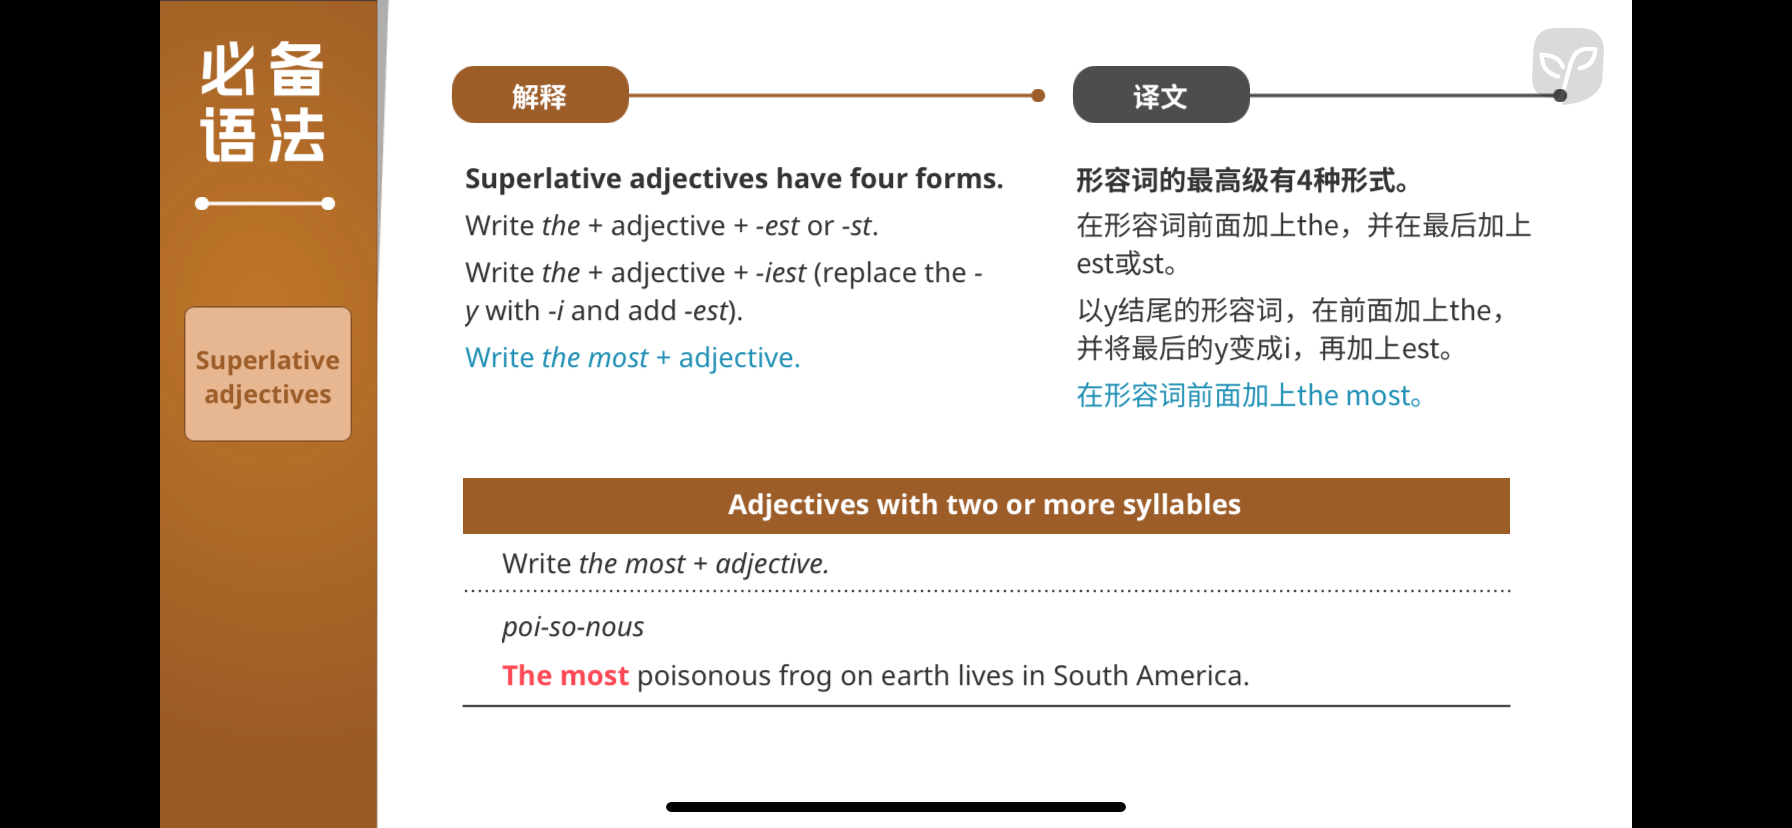 必备
语法
Superlative
adjectives
解释
Superlative adjectives have four forms.
Write the + adjective + -est or -st.
Write the + adjective + -iest (replace the -
y with -i and add -est).
Write the most + adjective.
译文
形容词的最高级有4种形式。
在形容词前面加上the，并在最后加上
est或st。
以y结尾的形容词，在前面加上the，
并将最后的y变成i，再加上est。
在形容词前面加上the most。
Adjectives with two or more syllables
Write the most + adjective.
poi-so-nous
The most poisonous frog on earth lives in South America.